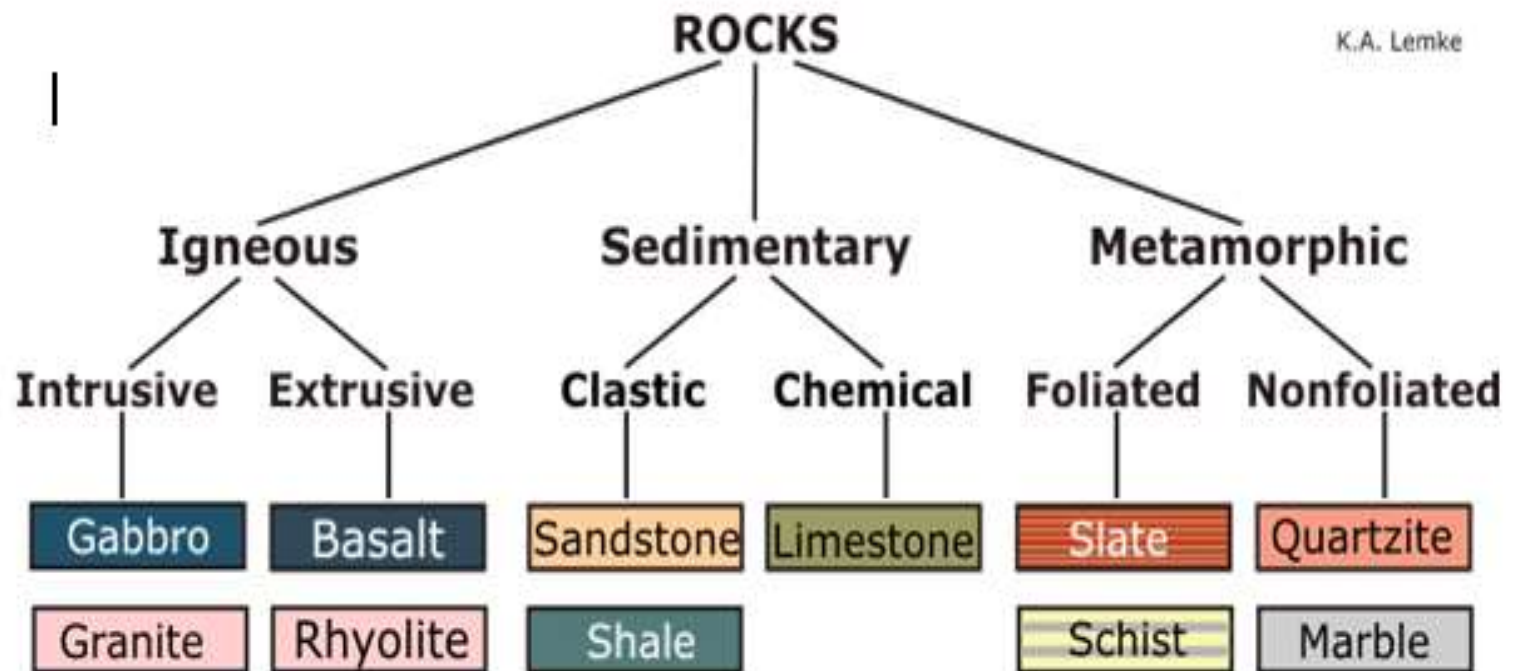 ROCKS
K.A. Lemke
Igneous Sedimentary Metamorphic
Intrusive Extrusive Clastic Chemical Foliated Nonfoliated
Gabbro Basalt Sandstone Limestone Slate Quartzite
Granite Rhyolite Shale Schist Marble